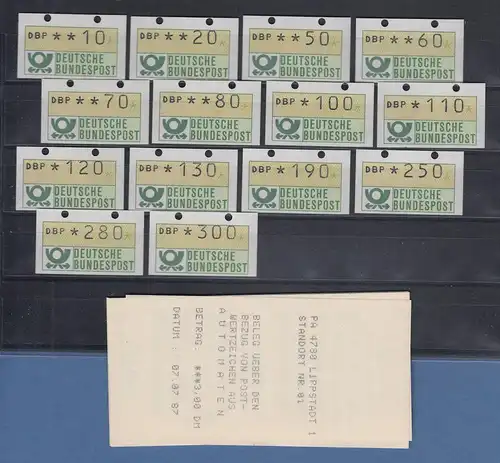 DBP **10
DEUTSCHE
BUNDESPOST
DBP **20
DEUTSCHE
BUNDESPOST
DBP **50
DEUTSCHE
BUNDESPOST
DBP **60
DEUTSCHE
BUNDESPOST
DBP **70
DEUTSCHE
BUNDESPOST
DBP **80
DEUTSCHE
BUNDESPOST
DBP *100
DEUTSCHE
BUNDESPOST
DBP *110
DEUTSCHE
BUNDESPOST
DBP *120
DEUTSCHE
BUNDESPOST
DBP *130
DEUTSCHE
BUNDESPOST
DBP *190
DEUTSCHE
BUNDESPOST
DBP *250
DEUTSCHE
BUNDESPOST
DBP *280
DEUTSCHE
BUNDESPOST
DBP *300
DEUTSCHE
BUNDESPOST
PA 4780 LIPPSTADT 1
STANDORT NR.01
BELEG UEBER DEN
BEZUG VON POST-
WERTZEICHEN AUS
AUTOMATEN
BETRAG: ***3,00 DM
DATUM : 07.07.87